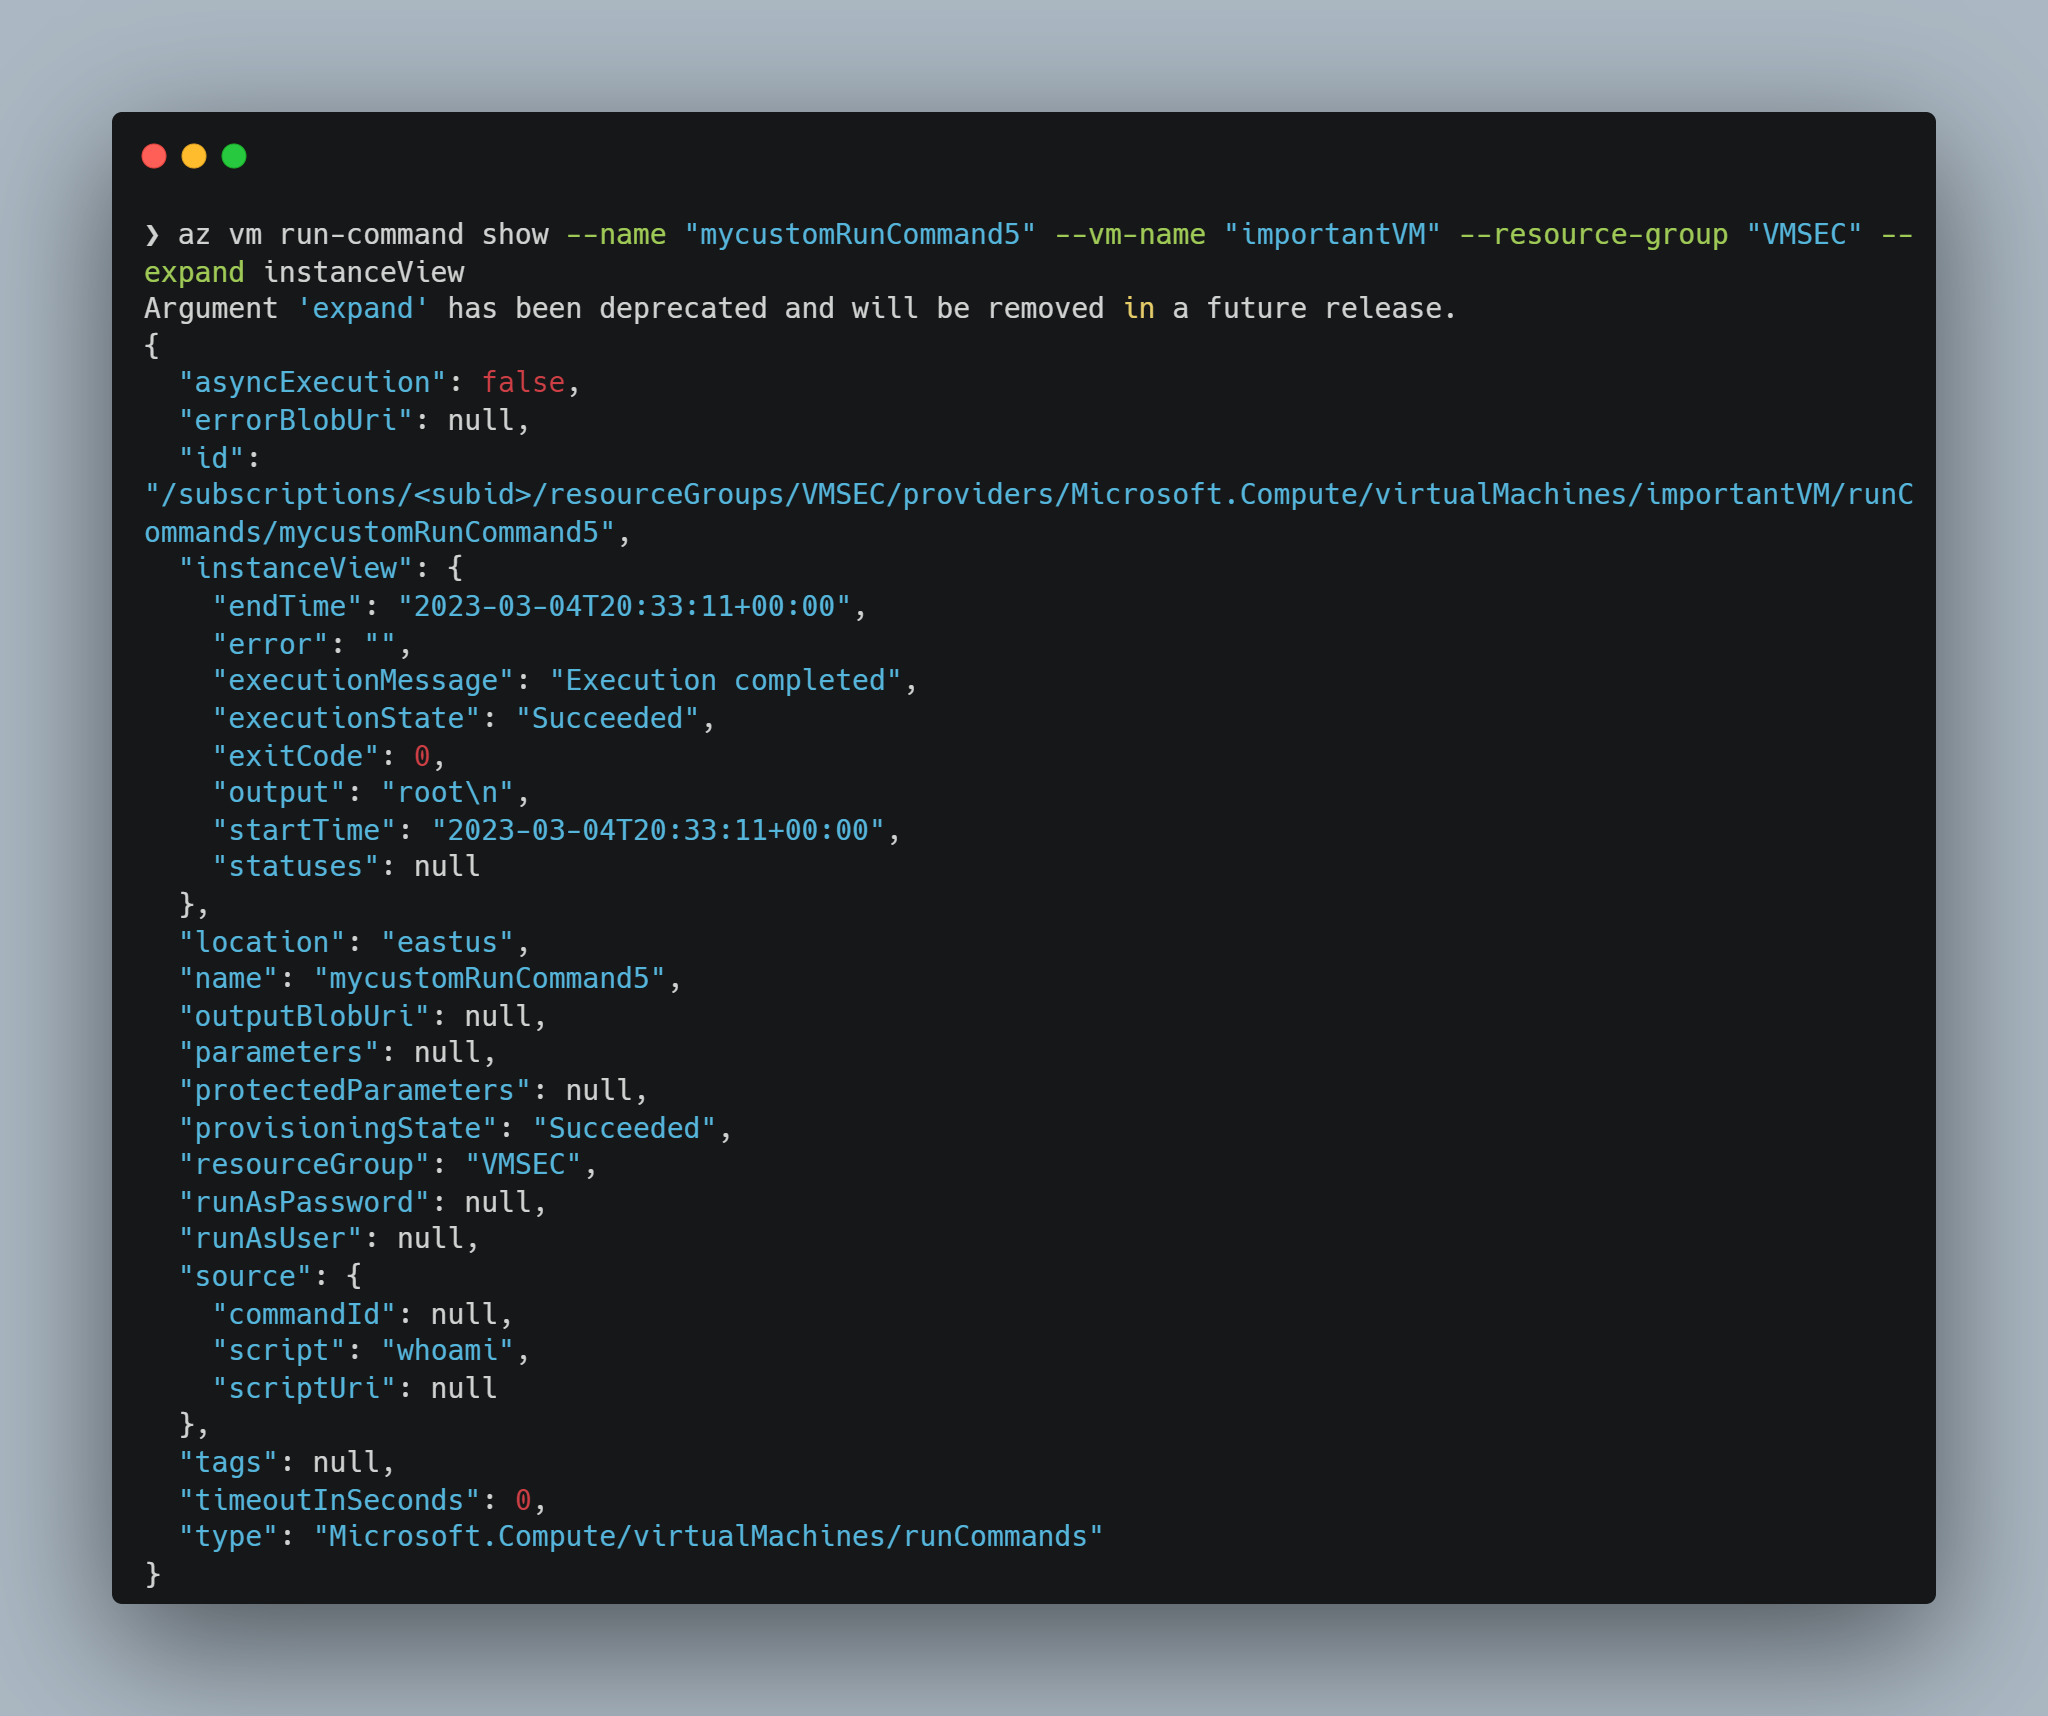 ❯ az vm run-command show --name "mycustomRunCommand5" --vm-name "importantVM" --resource-group "VMSEC" --
expand instanceView
Argument 'expand' has been deprecated and will be removed in a future release.
{
  "asyncExecution": false,
  "errorBlobUri": null,
  "id":
"/subscriptions/<subid>/resourceGroups/VMSEC/providers/Microsoft.Compute/virtualMachines/importantVM/runC
ommands/mycustomRunCommand5",
  "instanceView": {
    "endTime": "2023-03-04T20:33:11+00:00",
    "error": "",
    "executionMessage": "Execution completed",
    "executionState": "Succeeded",
    "exitCode": 0,
    "output": "root\n",
    "startTime": "2023-03-04T20:33:11+00:00",
    "statuses": null
  },
  "location": "eastus",
  "name": "mycustomRunCommand5",
  "outputBlobUri": null,
  "parameters": null,
  "protectedParameters": null,
  "provisioningState": "Succeeded",
  "resourceGroup": "VMSEC",
  "runAsPassword": null,
  "runAsUser": null,
  "source": {
    "commandId": null,
    "script": "whoami",
    "scriptUri": null
  },
  "tags": null,
  "timeoutInSeconds": 0,
  "type": "Microsoft.Compute/virtualMachines/runCommands"
}